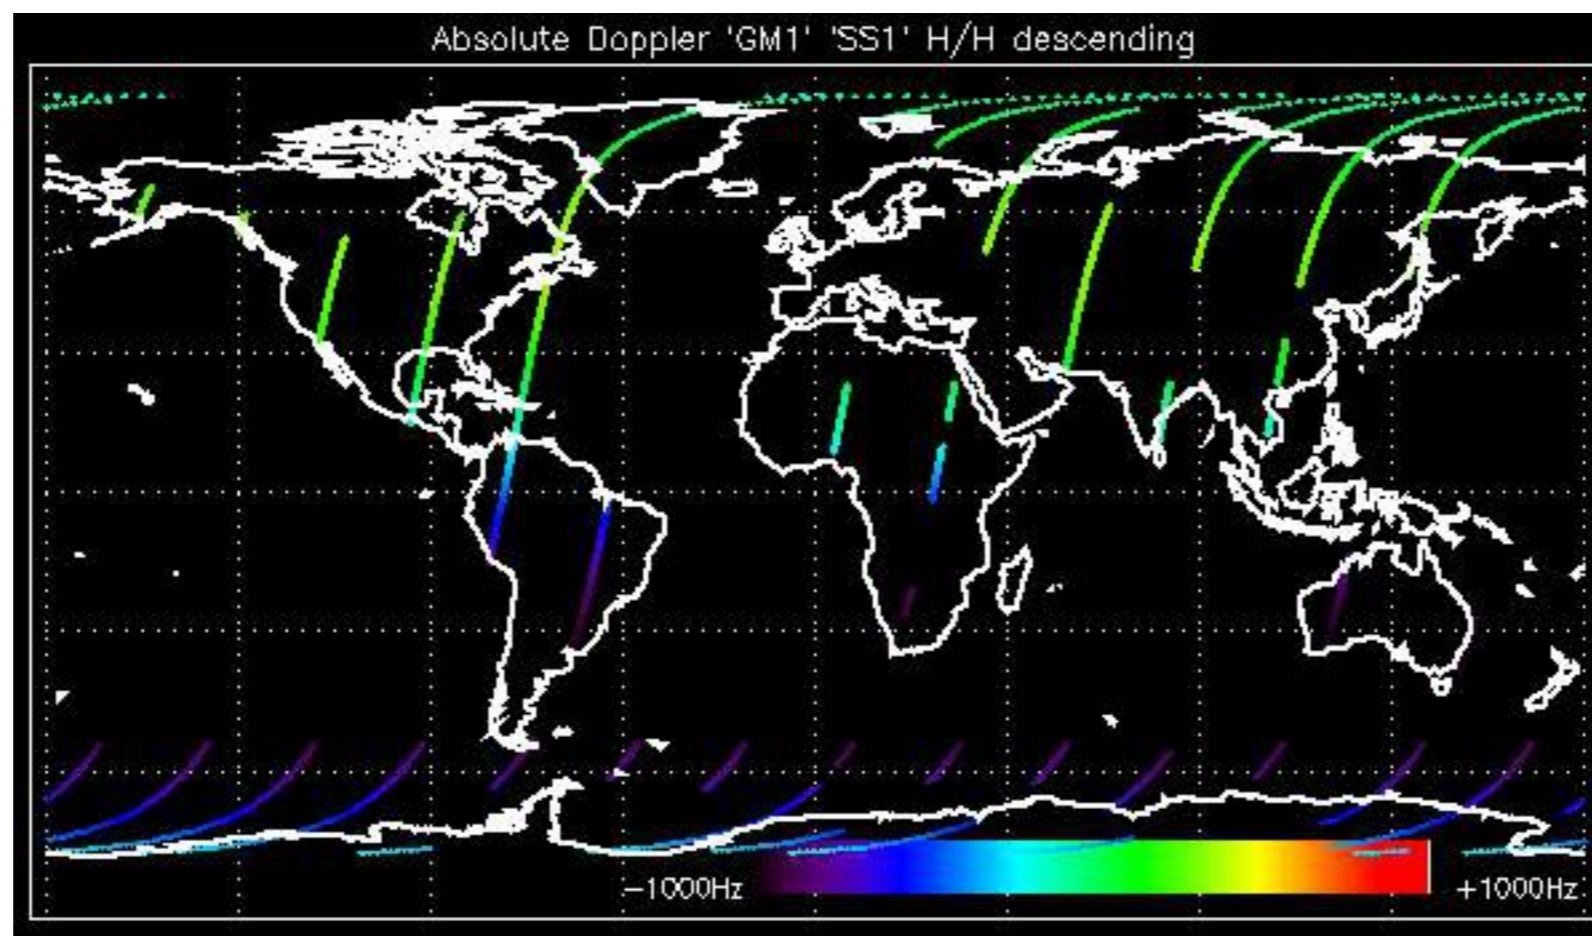 Absolute Doppler 'GM1' 'SS1' H/H descending
−1000Hz
+1000Hz